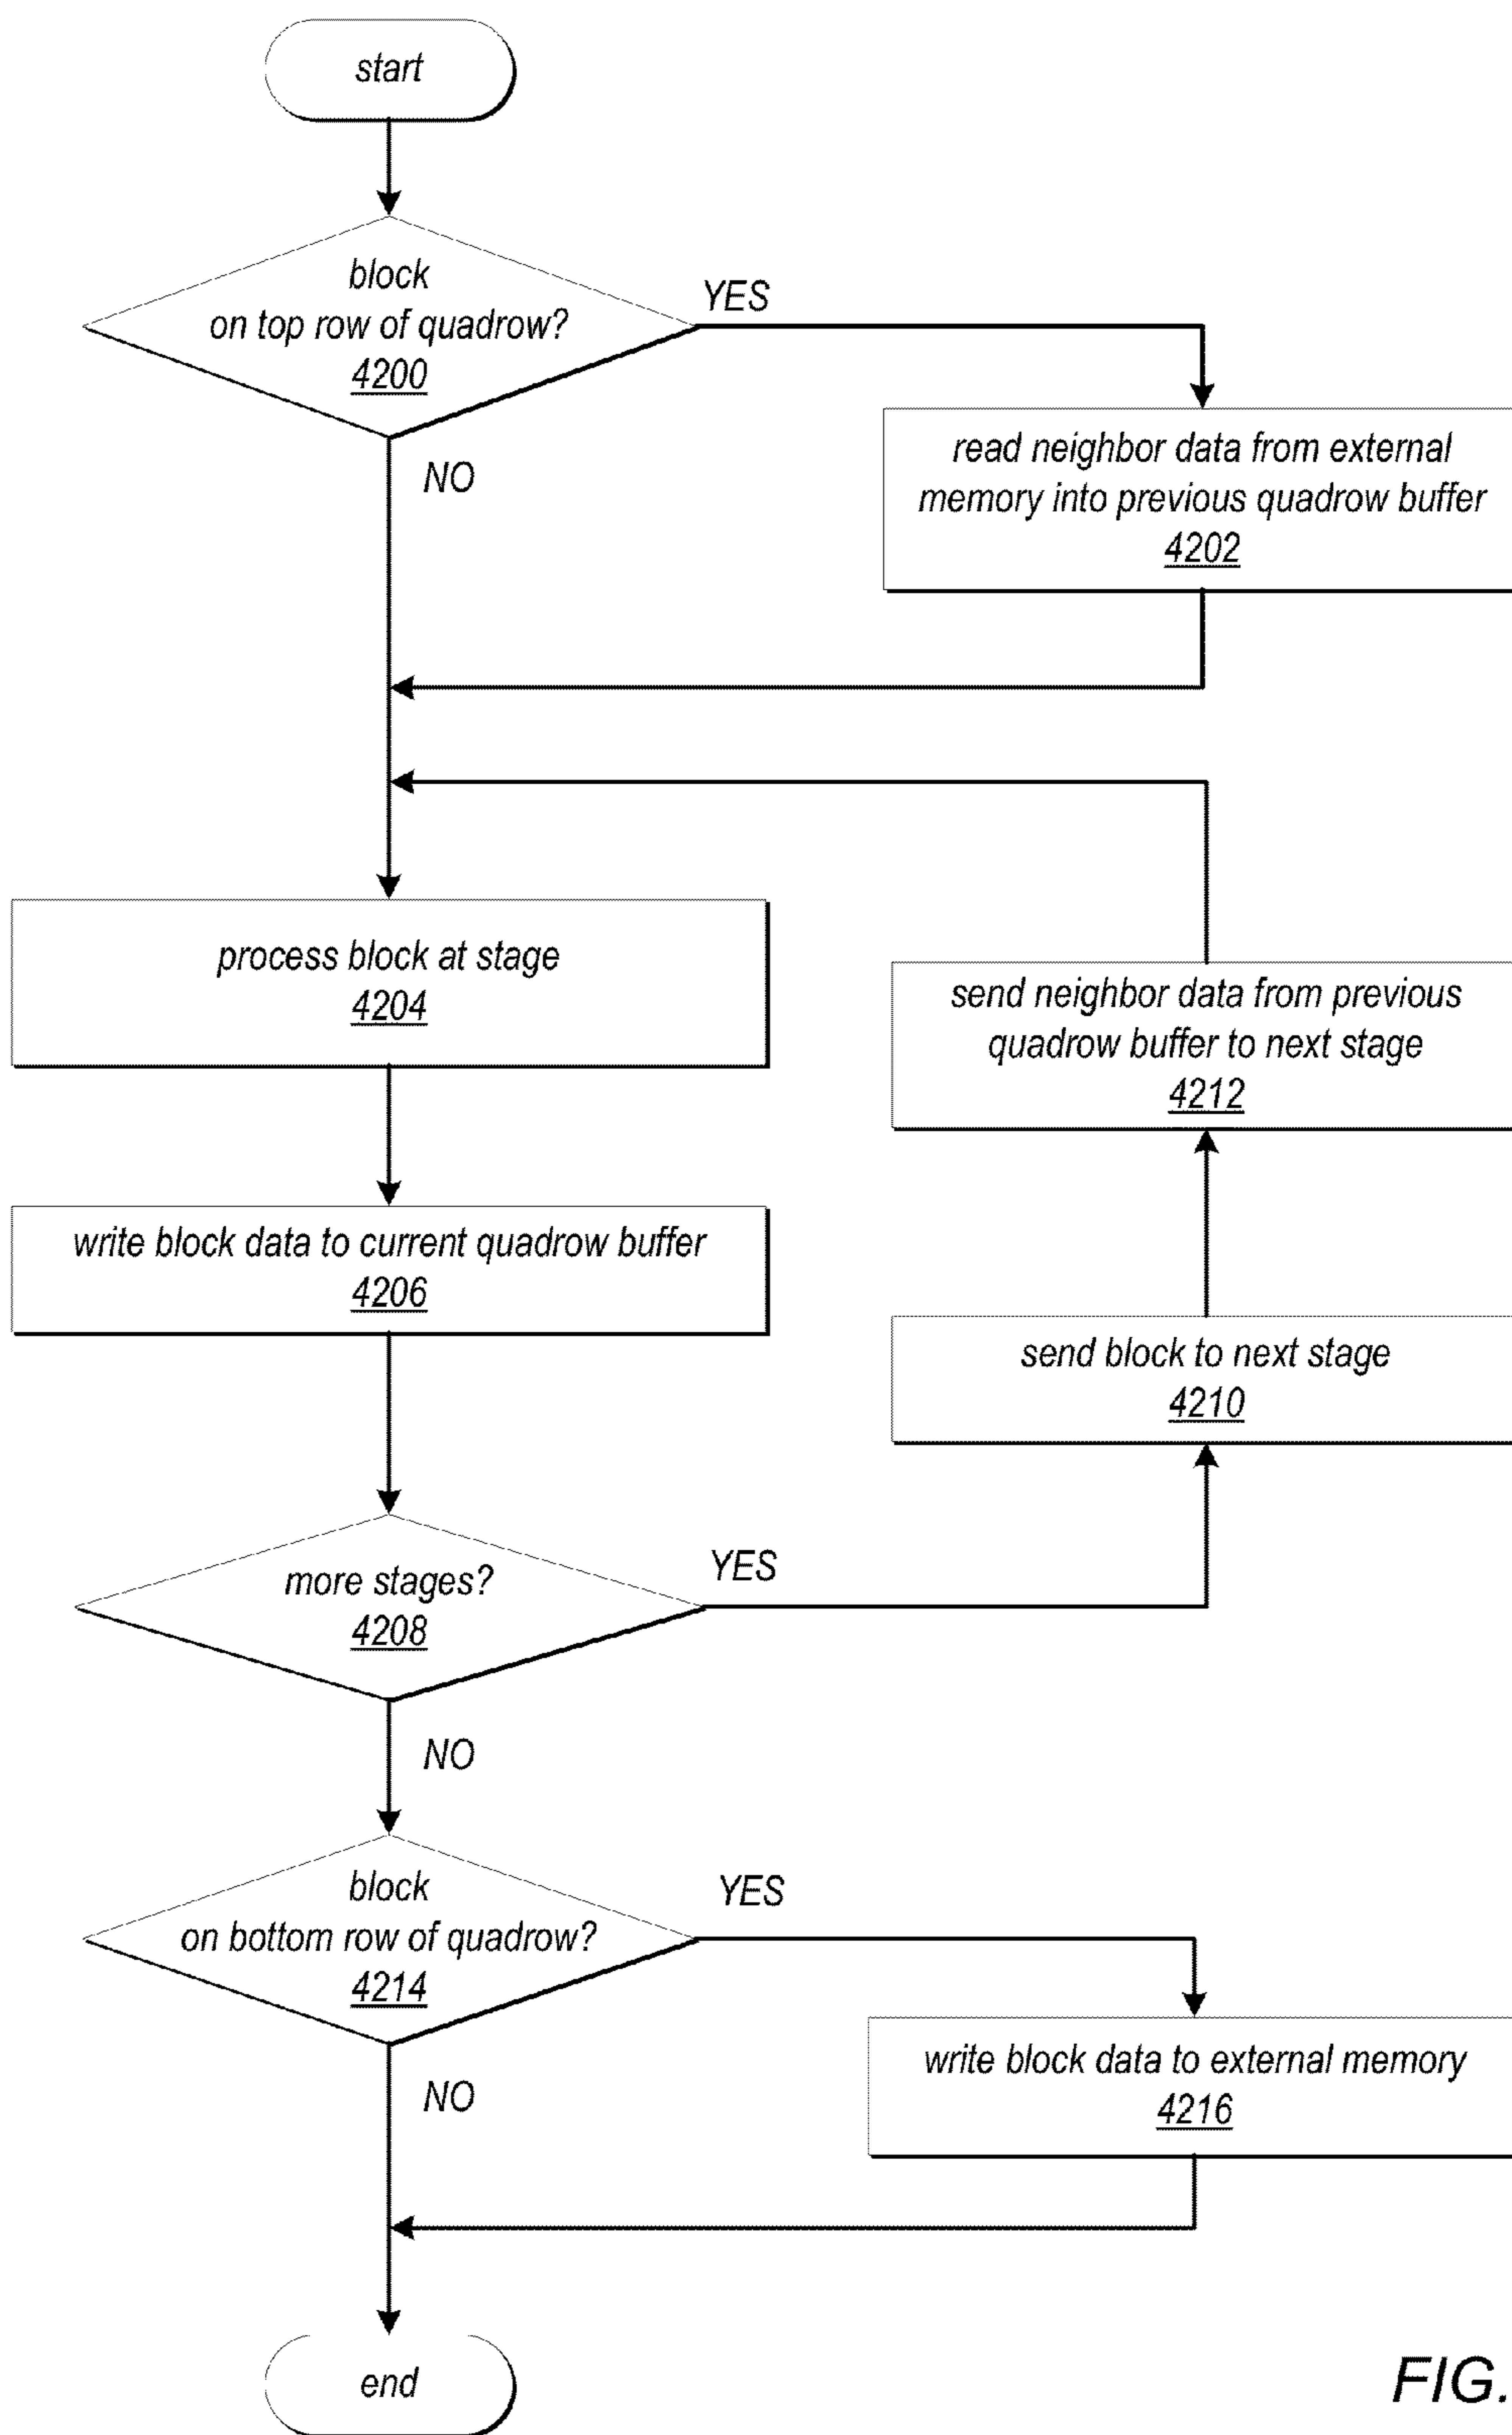 start
block
on top row of quadrow?
4200
YES
NO
read neighbor data from external
memory into previous quadrow buffer
4202
process block at stage
4204
send neighbor data from previous
quadrow buffer to next stage
4212
write block data to current quadrow buffer
4206
send block to next stage
4210
more stages?
4208
YES
NO
block
on bottom row of quadrow?
4214
YES
NO
write block data to external memory
4216
end
FIG.